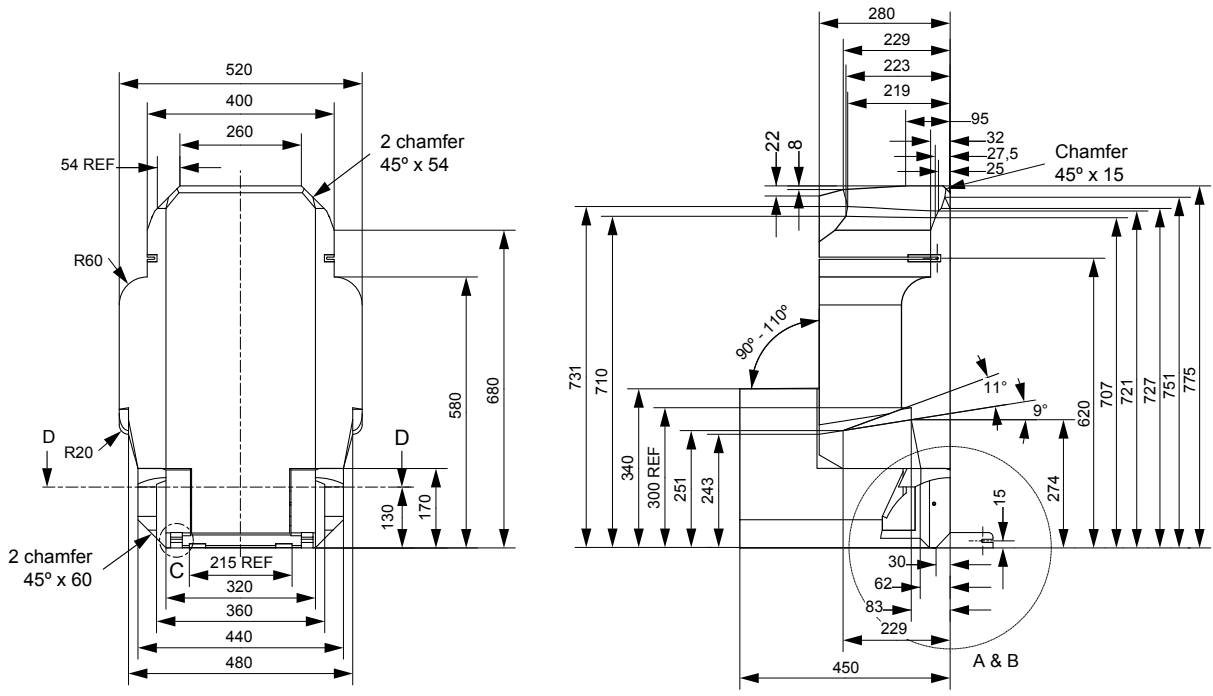 520
400
260
54 REF
2 chamfer
45º x 54
R60
R20
D
D
580
680
130
170
2 chamfer
45º x 60
C
215 REF
320
360
440
480
280
229
223
219
95
32
27,5
25
22
8
Chamfer
45º x 15
731
710
90º - 110º
11°
9°
620
707
721
727
751
775
340
300 REF
251
243
274
15
30
62
83
229
450
A & B